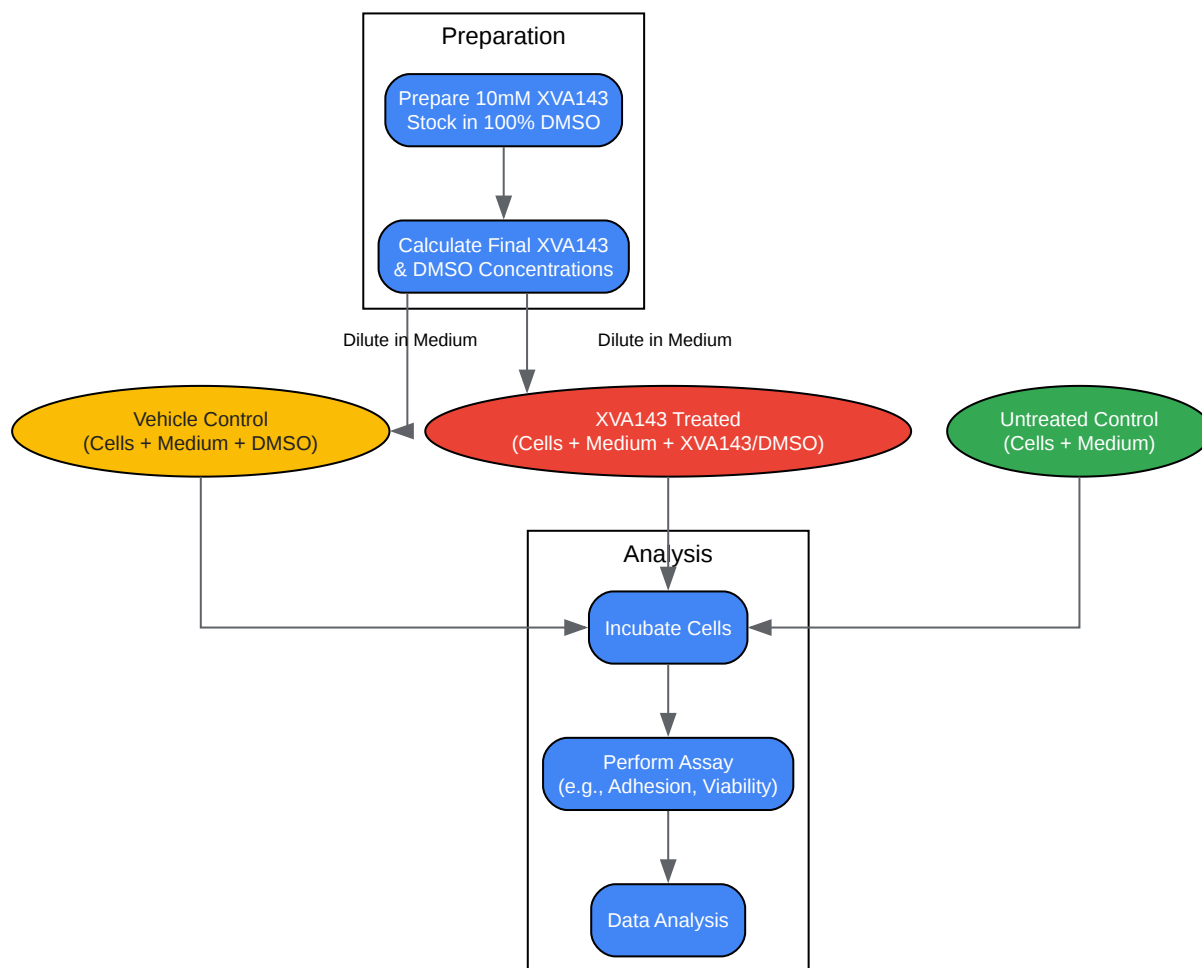 Preparation
Prepare 10mM XVA143
Stock in 100% DMSO
Calculate Final XVA143
& DMSO Concentrations
Dilute in Medium
Dilute in Medium
Vehicle Control
(Cells + Medium + DMSO)
XVA143 Treated
(Cells + Medium + XVA143/DMSO)
Untreated Control
(Cells + Medium)
Analysis
Incubate Cells
Perform Assay
(e.g., Adhesion, Viability)
Data Analysis